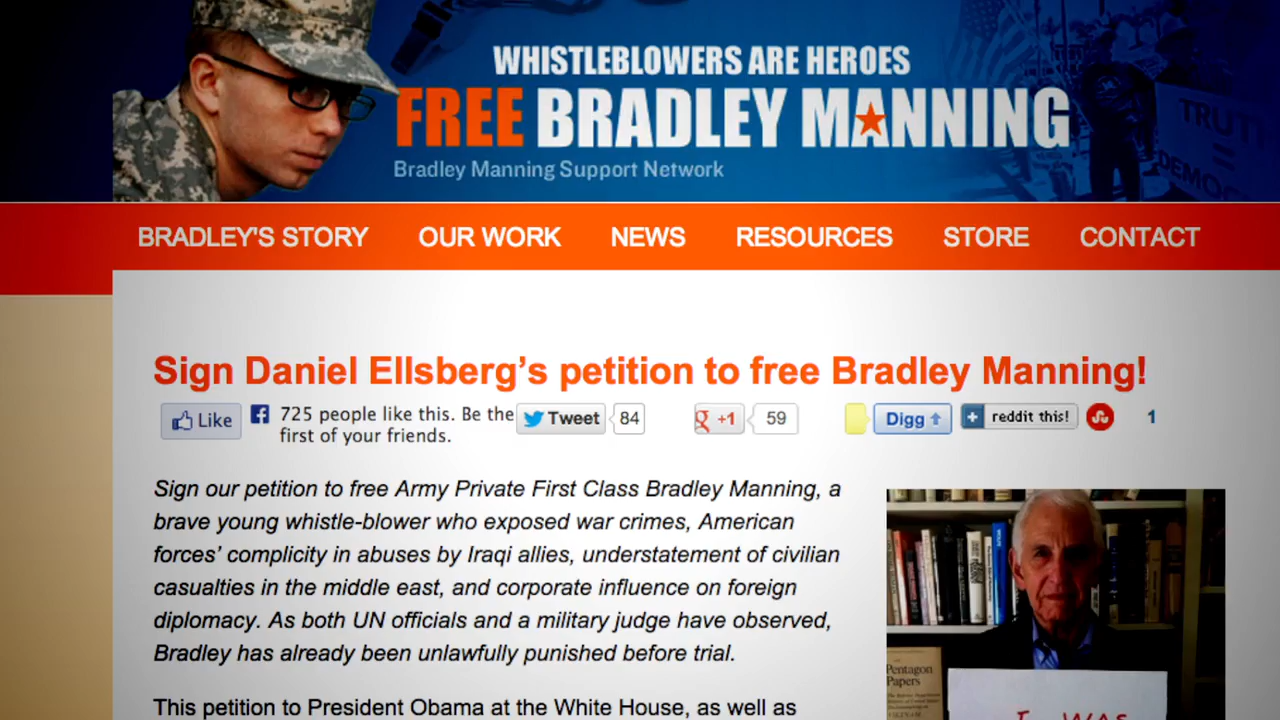 WHISTLEBLOWERS ARE HEROES
FREE BRADLEY MANNING
Bradley Manning Support Network
TRUTH
=
DEMOC
BRADLEY'S STORY OUR WORK NEWS RESOURCES STORE CONTACT
Sign Daniel Ellsberg's petition to free Bradley Manning!
Like 725 people like this. Be the first of your friends. Tweet 84 +1 59 Digg reddit this! 1
Sign our petition to free Army Private First Class Bradley Manning, a
brave young whistle-blower who exposed war crimes, American
forces' complicity in abuses by Iraqi allies, understatement of civilian
casualties in the middle east, and corporate influence on foreign
diplomacy. As both UN officials and a military judge have observed,
Bradley has already been unlawfully punished before trial.
Pentagon
Papers
I WAS
This petition to President Obama at the White House, as well as